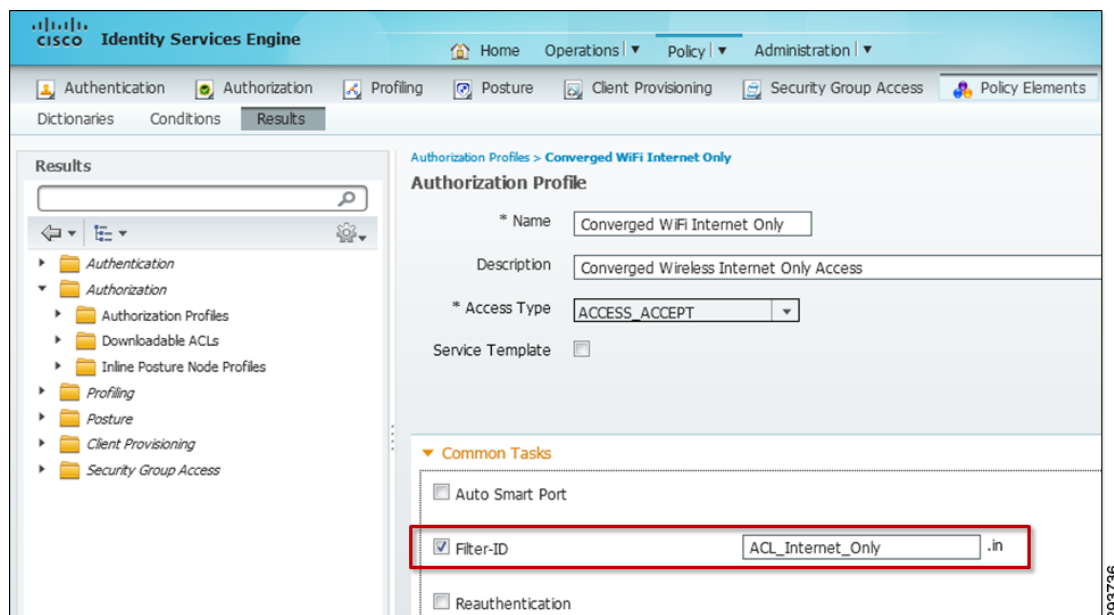 CISCO Identity Services Engine
Home Operations Policy Administration
Authentication Authorization Profiling Posture Client Provisioning Security Group Access Policy Elements
Dictionaries Conditions Results
Results
Authentication
Authorization
Authorization Profiles
Downloadable ACLs
Inline Posture Node Profiles
Profiling
Posture
Client Provisioning
Security Group Access
Authorization Profiles > Converged WiFi Internet Only
Authorization Profile
* Name Converged WiFi Internet Only
Description Converged Wireless Internet Only Access
* Access Type ACCESS_ACCEPT
Service Template
Common Tasks
Auto Smart Port
Filter-ID ACL_Internet_Only .in
Reauthentication